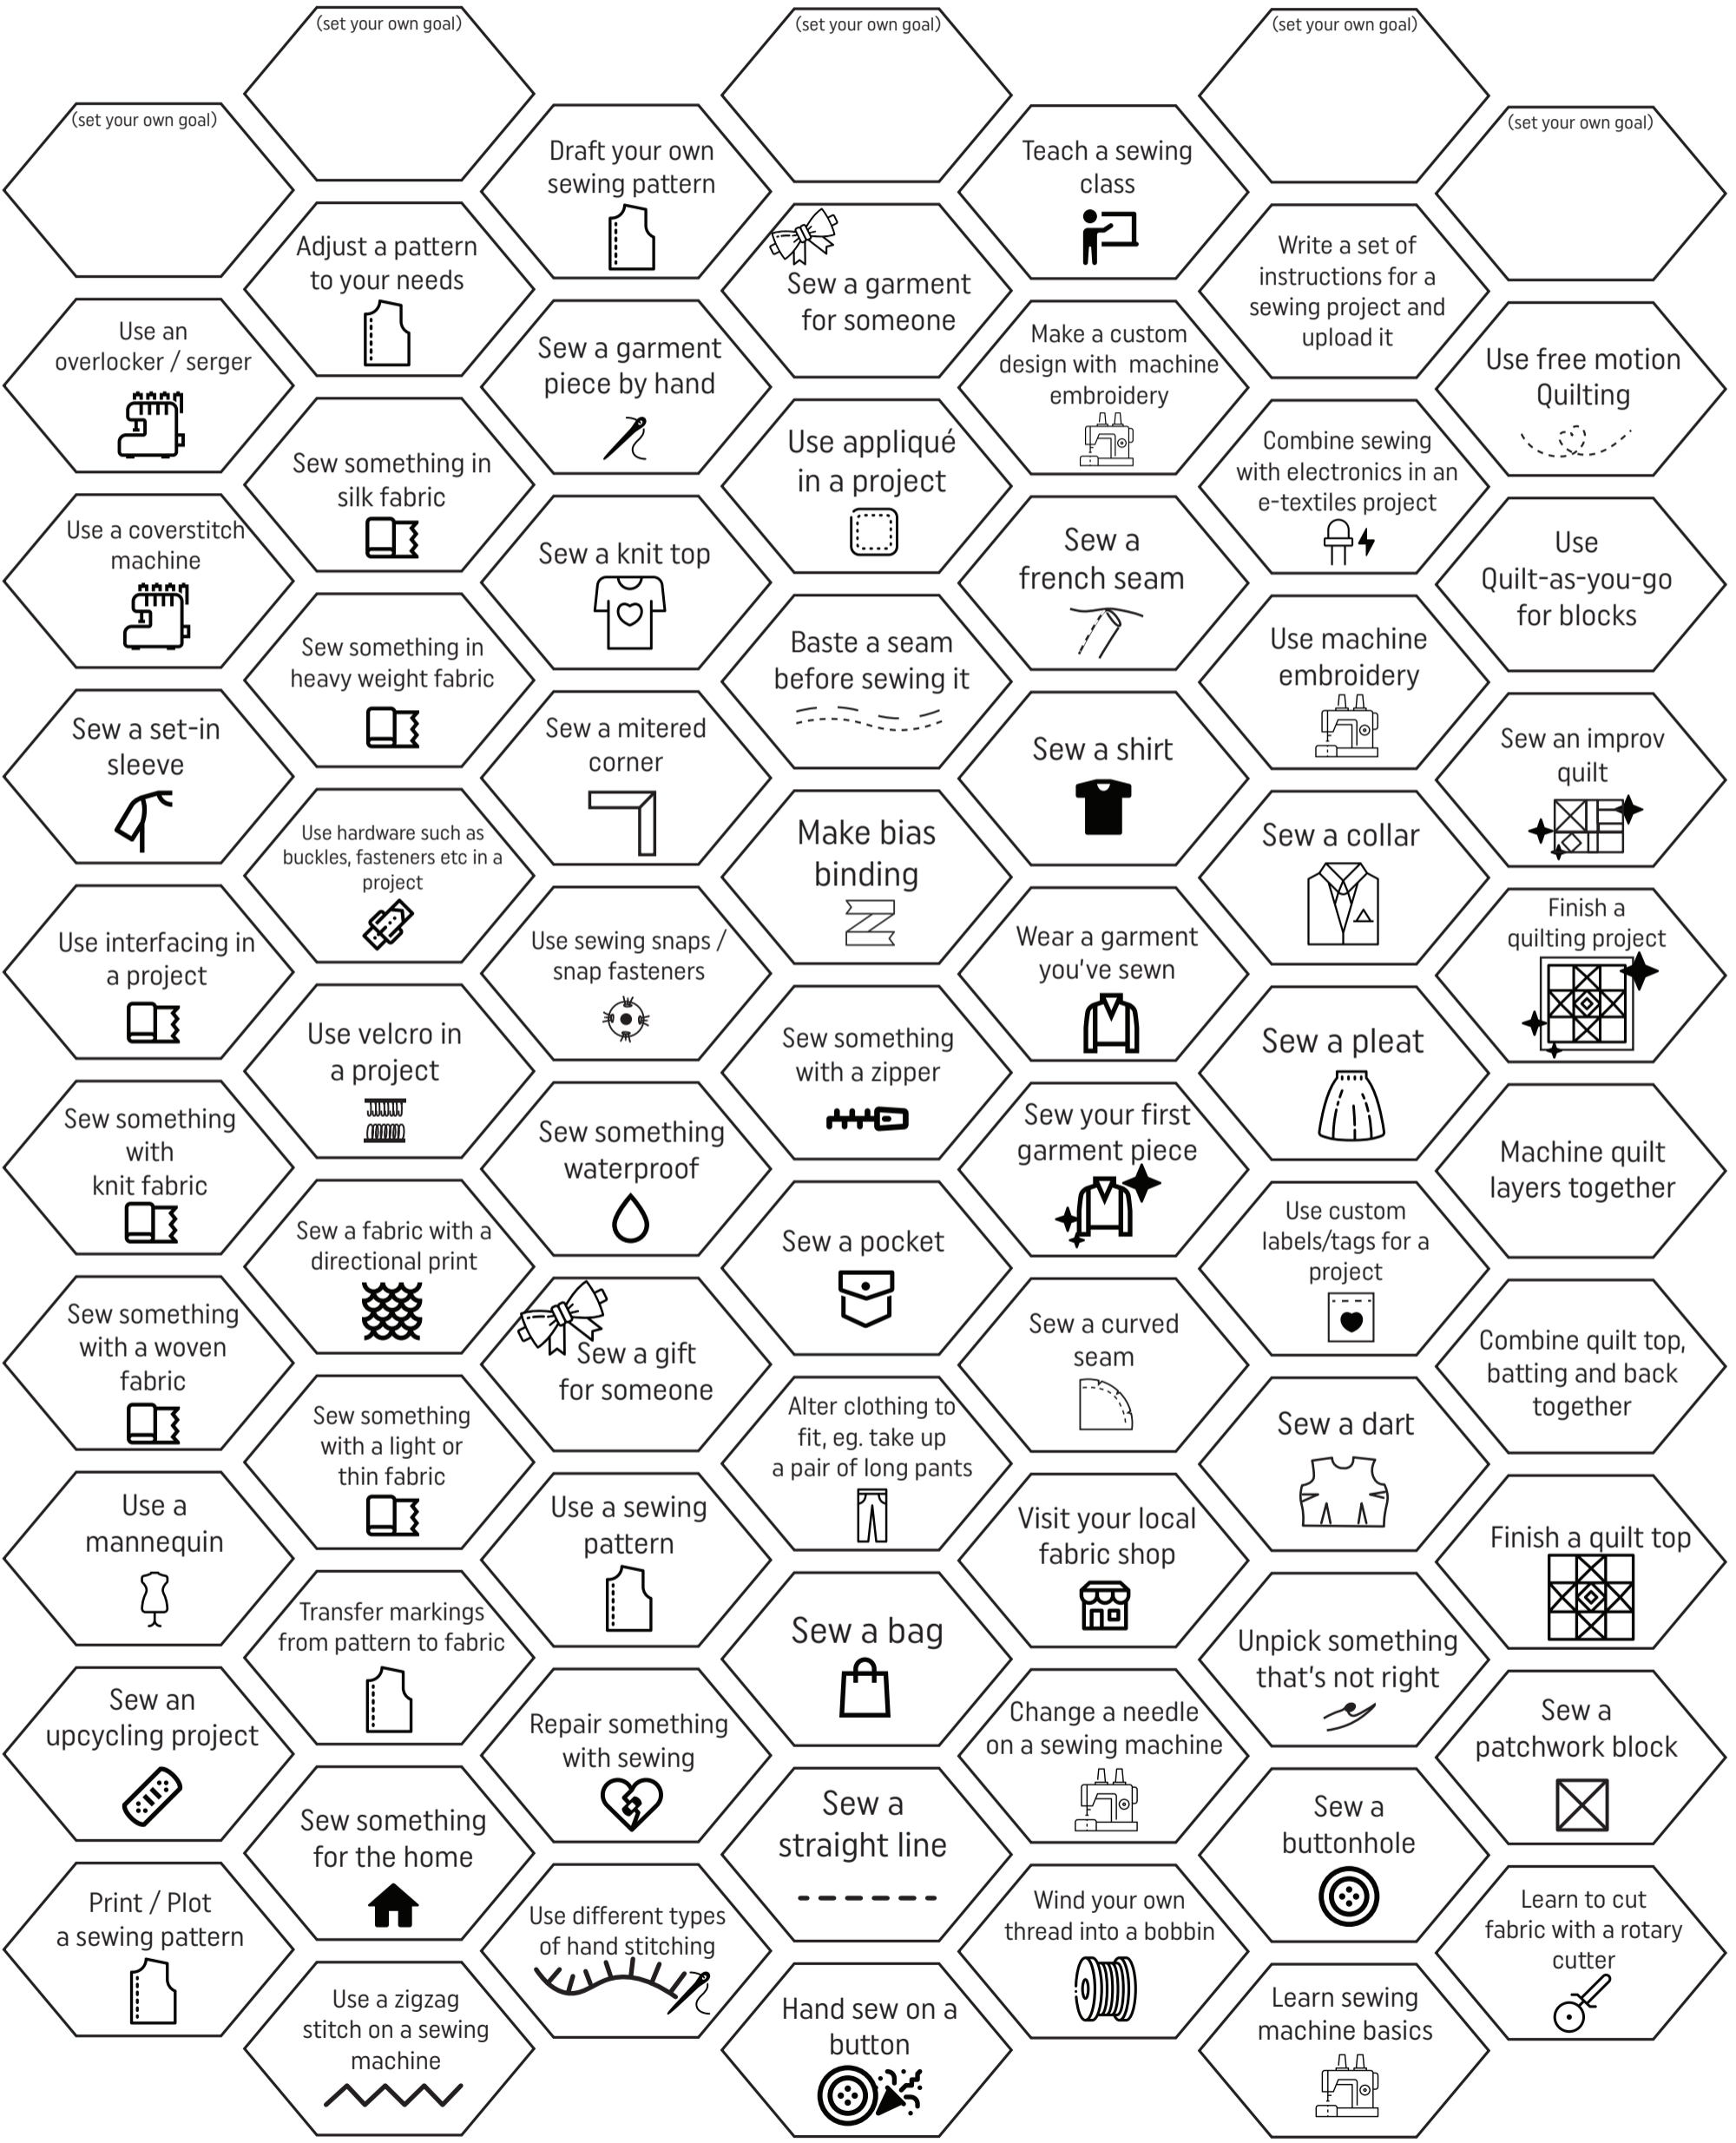 (set your own goal)
(set your own goal)
(set your own goal)
(set your own goal)
(set your own goal)
Draft your own
sewing pattern
Teach a sewing
class
Adjust a pattern
to your needs
Sew a garment
for someone
Write a set of
instructions for a
sewing project and
upload it
Use an
overlocker / serger
Sew a garment
piece by hand
Make a custom
design with machine
embroidery
Use free motion
Quilting
Sew something in
silk fabric
Use appliqué
in a project
Combine sewing
with electronics in an
e-textiles project
Use a coverstitch
machine
Sew a knit top
Sew a
french seam
Use
Quilt-as-you-go
for blocks
Sew something in
heavy weight fabric
Baste a seam
before sewing it
Use machine
embroidery
Sew a set-in
sleeve
Sew a mitered
corner
Sew a shirt
Sew an improv
quilt
Use hardware such as
buckles, fasteners etc in a
project
Make bias
binding
Sew a collar
Use interfacing in
a project
Use sewing snaps /
snap fasteners
Wear a garment
you've sewn
Finish a
quilting project
Use velcro in
a project
Sew something
with a zipper
Sew a pleat
Sew something
with
knit fabric
Sew something
waterproof
Sew your first
garment piece
Machine quilt
layers together
Sew a fabric with a
directional print
Sew a pocket
Use custom
labels/tags for a
project
Sew something
with a woven
fabric
Sew a gift
for someone
Sew a curved
seam
Combine quilt top,
batting and back
together
Sew something
with a light or
thin fabric
Alter clothing to
fit, eg. take up
a pair of long pants
Sew a dart
Use a
mannequin
Use a sewing
pattern
Visit your local
fabric shop
Finish a quilt top
Transfer markings
from pattern to fabric
Sew a bag
Unpick something
that's not right
Sew an
upcycling project
Repair something
with sewing
Change a needle
on a sewing machine
Sew a
patchwork block
Sew something
for the home
Sew a
straight line
Sew a
buttonhole
Print / Plot
a sewing pattern
Use different types
of hand stitching
Wind your own
thread into a bobbin
Learn to cut
fabric with a rotary
cutter
Use a zigzag
stitch on a sewing
machine
Hand sew on a
button
Learn sewing
machine basics